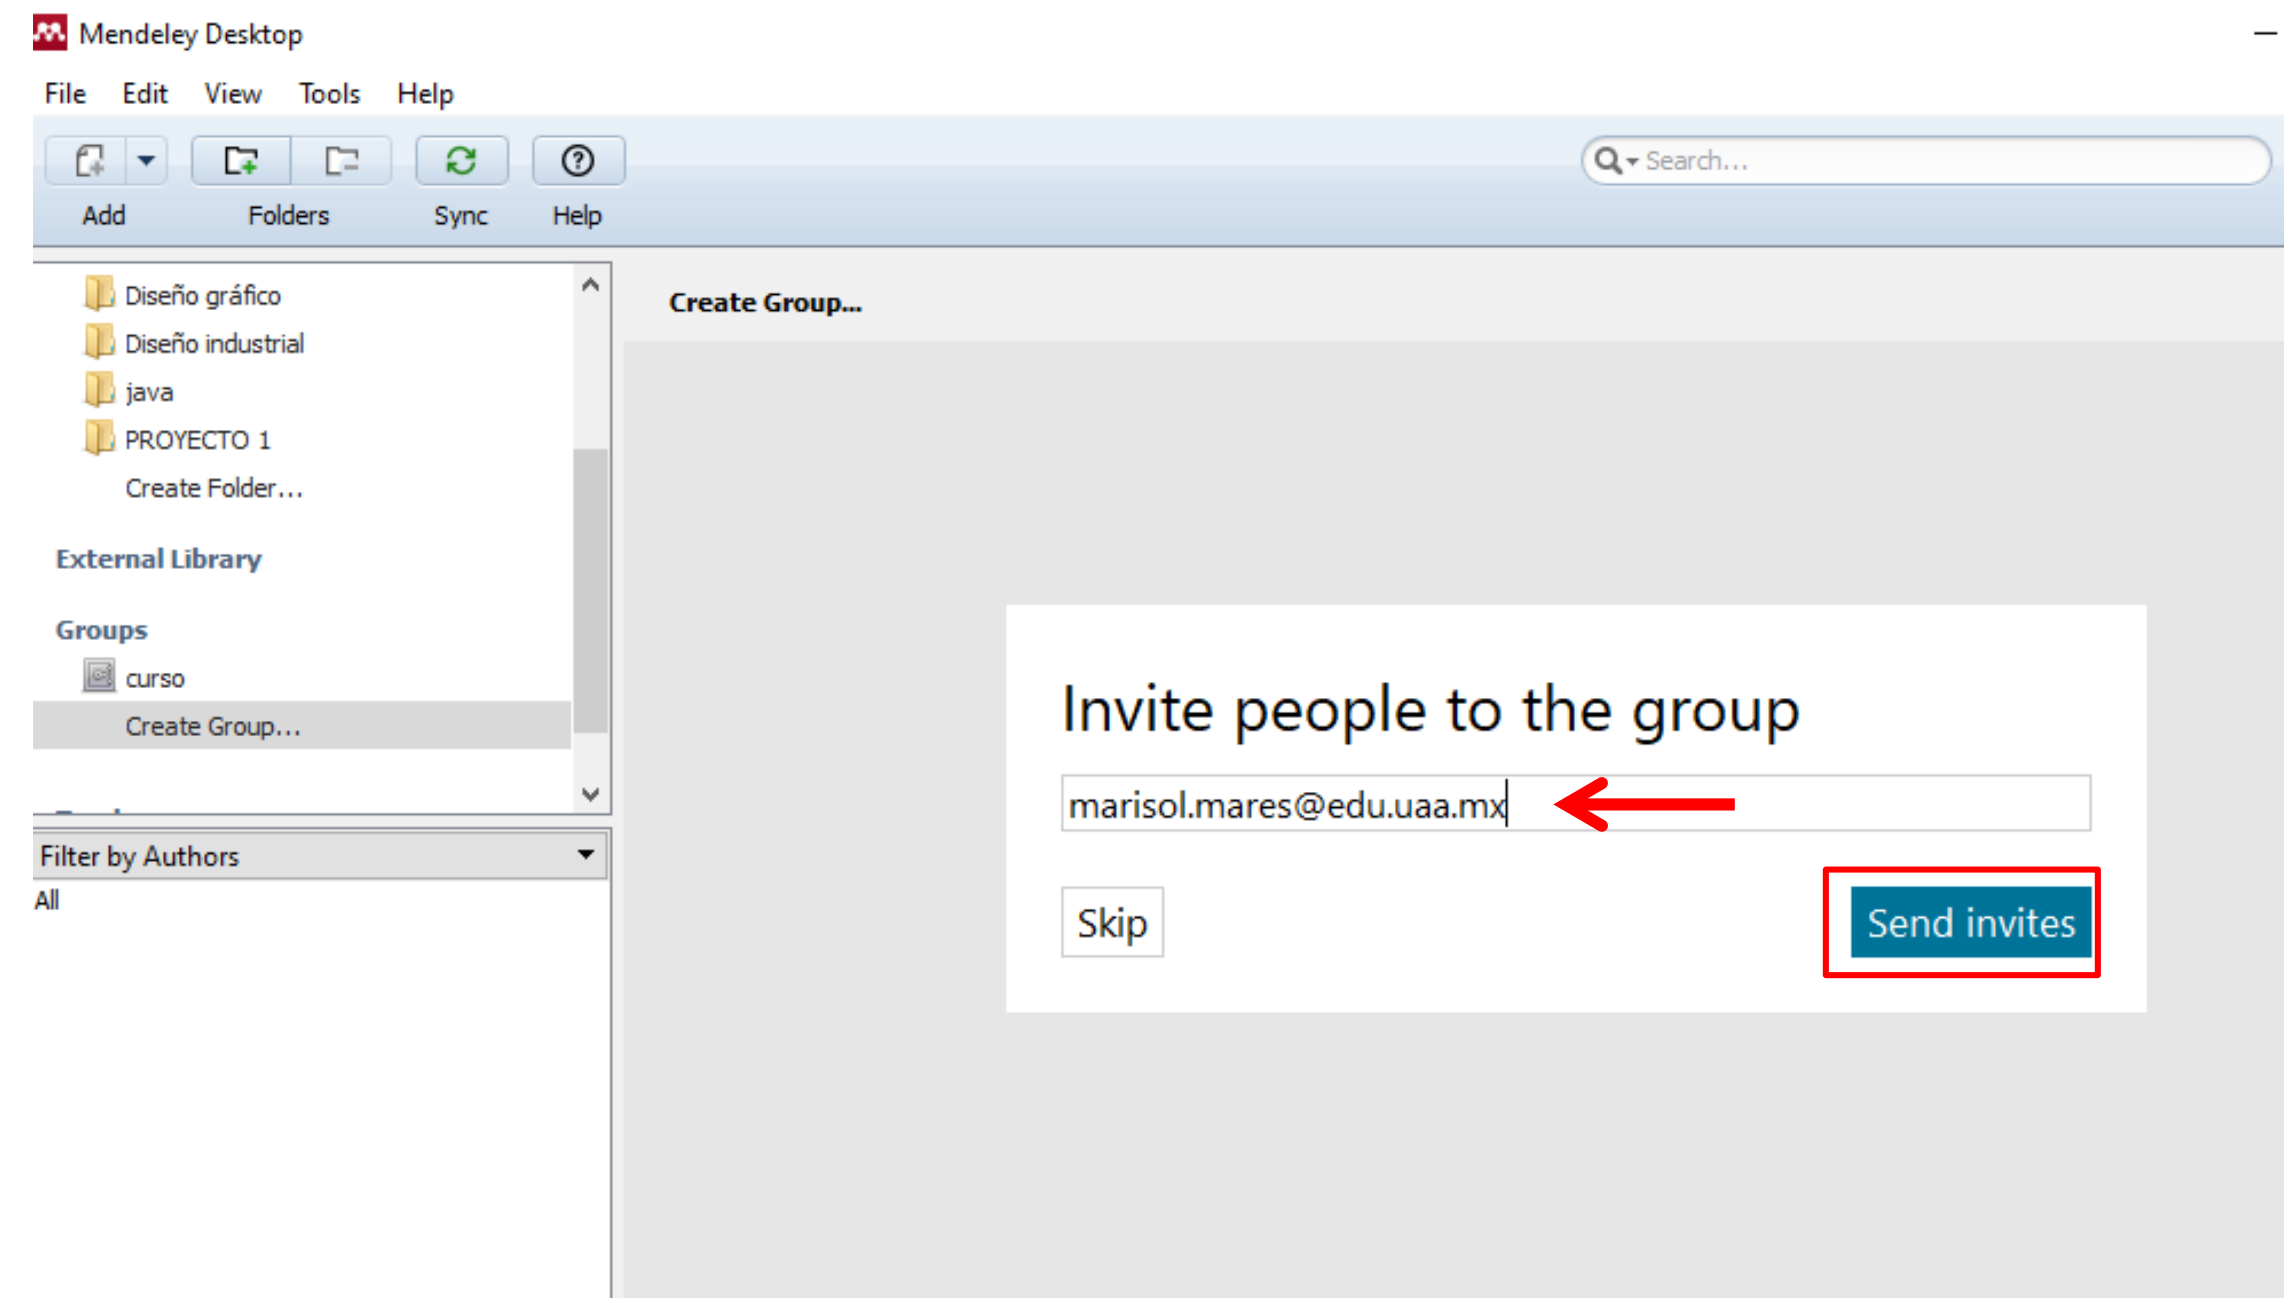 Mendeley Desktop
File Edit View Tools Help
Search...
Add Folders Sync Help
Diseño gráfico
Diseño industrial
java
PROYECTO 1
Create Folder...
External Library
Groups
curso
Create Group...
Filter by Authors
All
Create Group...
Invite people to the group
marisol.mares@edu.uaa.mx
Skip
Send invites